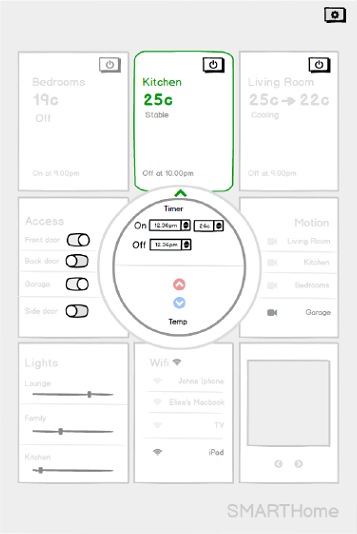 Bedrooms
19c
Off
On at 9.00pm
Kitchen
25c
Stable
Off at 10.00pm
Living Room
25c 22c
Cooling
Off at 9.00pm
Access
Front door
Back door
Garage
Side door
Timer
On 12.36pm 24c
Off 12.36pm
Temp
Motion
Living Room
Kitchen
Bedrooms
Garage
Lights
Lounge
Family
Kitchen
Wifi
Johns Iphone
Elise's Macbook
TV
iPad
SMARTHome